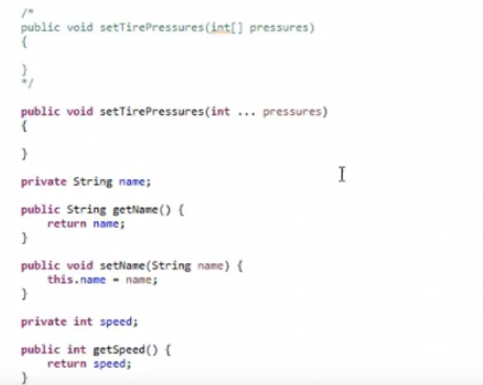 /*
public void setTirePressures(int[] pressures)
{
}
*/
public void setTirePressures(int ... pressures)
{
}
private String name;
public String getName() {
return name;
}
public void setName(String name) {
this.name = name;
}
private int speed;
public int getSpeed() {
return speed;
}